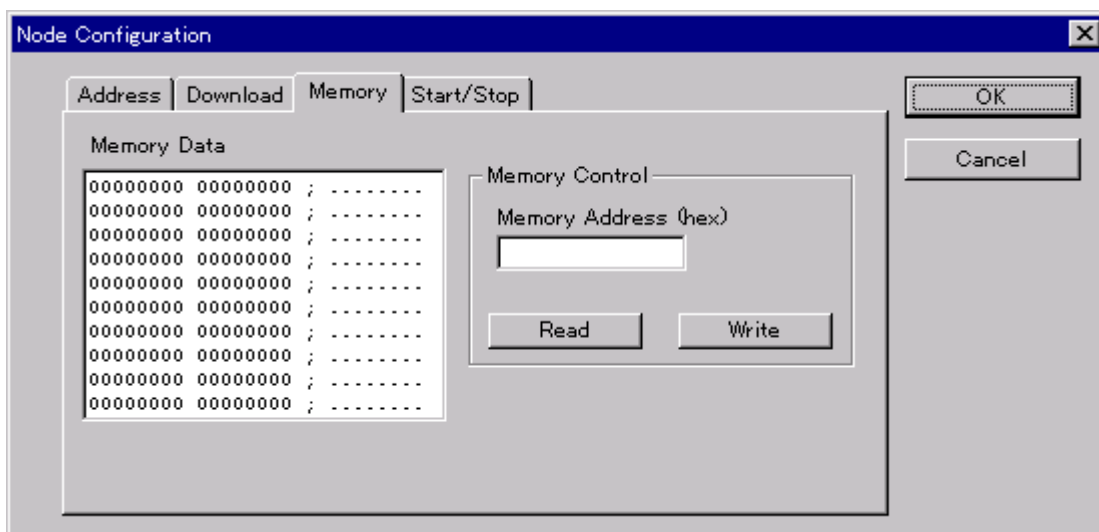 Node Configuration
Address Download Memory Start/Stop
OK
Cancel
Memory Data
00000000 00000000 ; ........
00000000 00000000 ; ........
00000000 00000000 ; ........
00000000 00000000 ; ........
00000000 00000000 ; ........
00000000 00000000 ; ........
00000000 00000000 ; ........
00000000 00000000 ; ........
00000000 00000000 ; ........
00000000 00000000 ; ........
Memory Control
Memory Address (hex)
Read Write